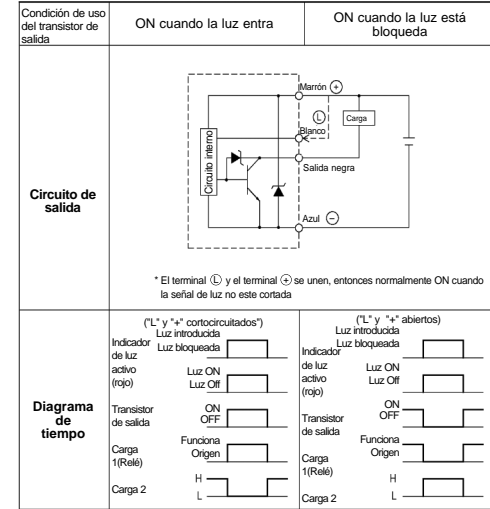 Condición de uso
del transistor de
salida
ON cuando la luz entra
ON cuando la luz está
bloqueda
Circuito de
salida
Circuito interno
Marrón +
L
Carga
Blanco
Salida negra
Azul −
* El terminal L y el terminal + se unen, entonces normalmente ON cuando
la señal de luz no este cortada
Diagrama
de
tiempo
("L" y "+" cortocircuitados")
Luz introducida
Luz bloqueada
Indicador
de luz
activo
(rojo)
Luz ON
Luz Off
Transistor
de salida
ON
OFF
Carga
1(Relé)
Funciona
Origen
Carga 2
H
L
("L" y "+" abiertos)
Luz introducida
Luz bloqueada
Indicador
de luz
activo
(rojo)
Luz ON
Luz Off
Transistor
de salida
ON
OFF
Carga
1(Relé)
Funciona
Origen
Carga 2
H
L